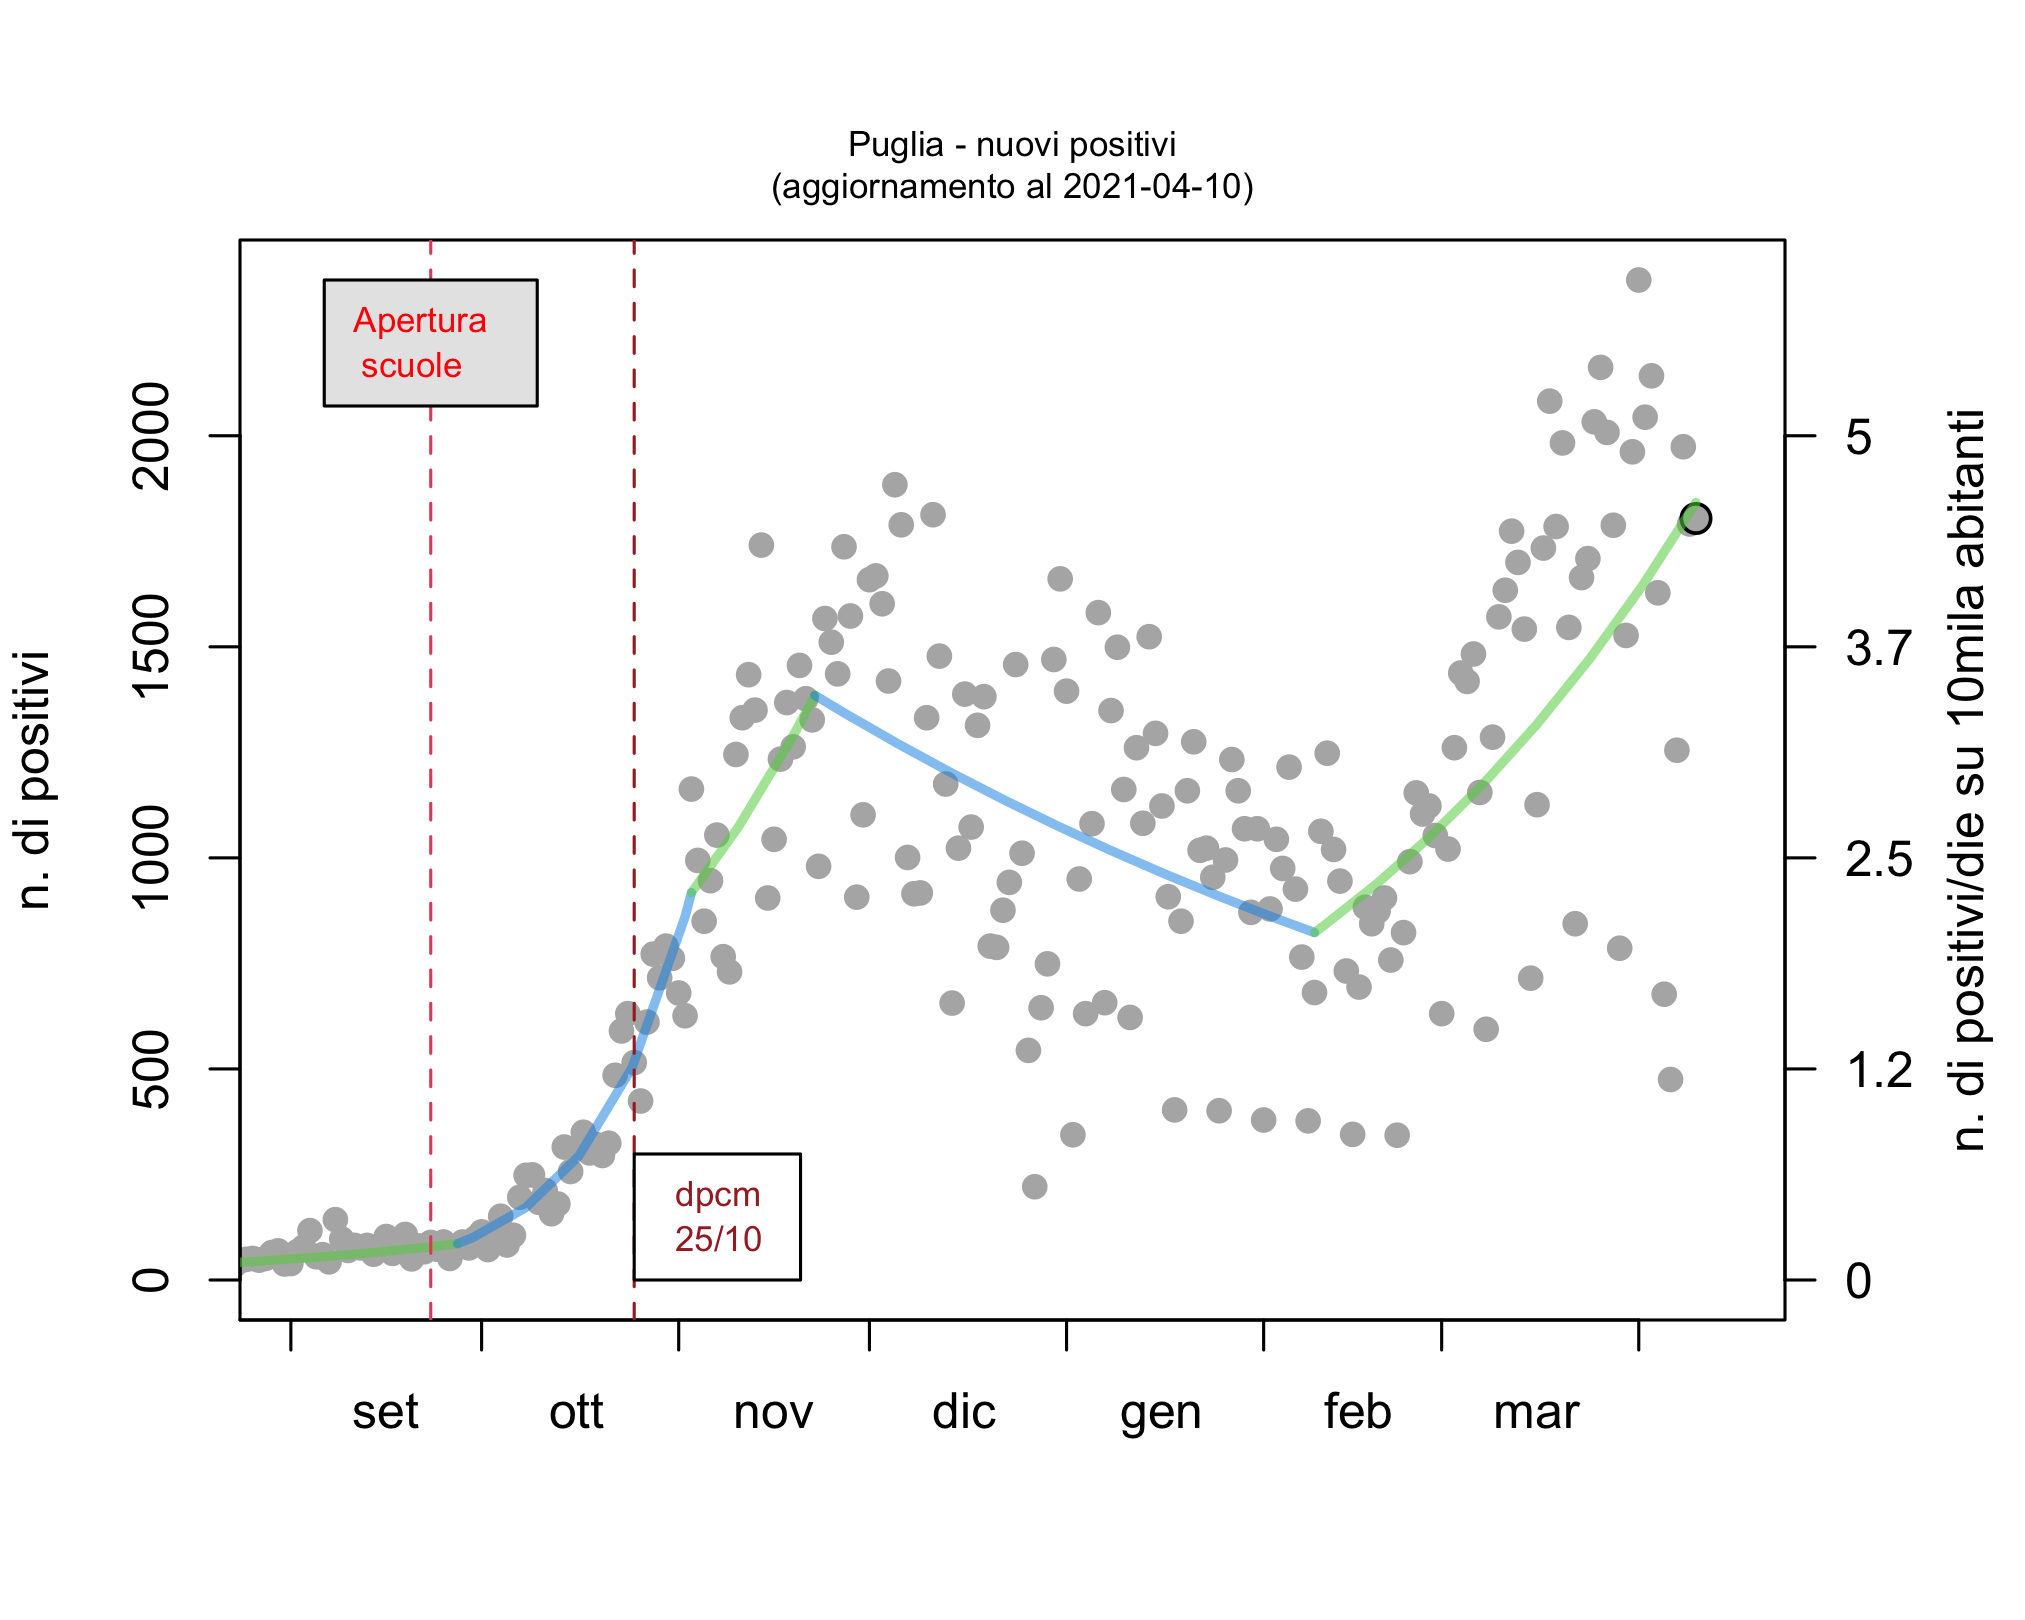 Puglia - nuovi positivi
(aggiornamento al 2021-04-10)
Apertura
scuole
dpcm
25/10
n. di positivi
2000
1500
1000
500
0
5
3.7
2.5
1.2
0
n. di positivi/die su 10mila abitanti
set ott nov dic gen feb mar